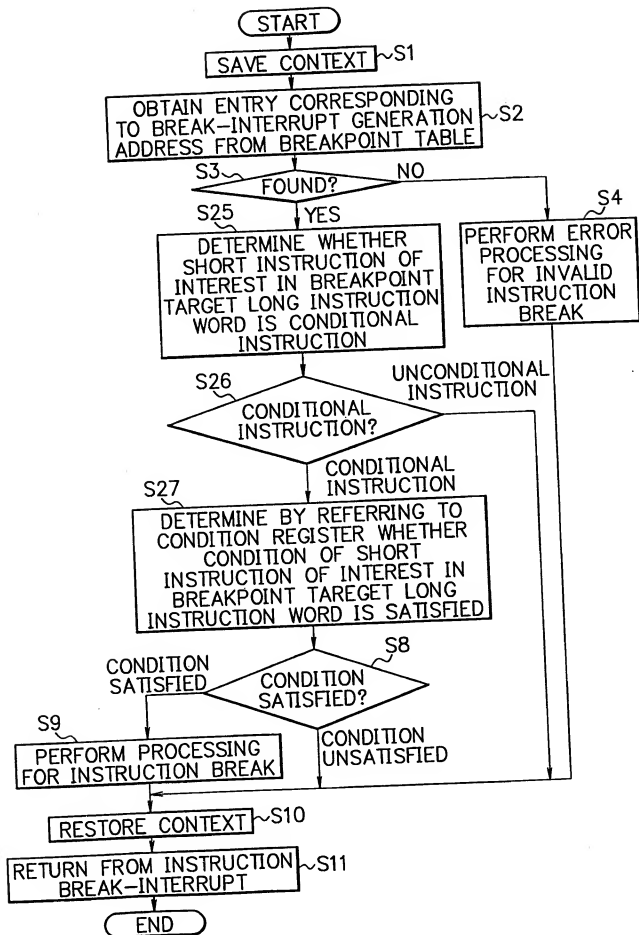 START
SAVE CONTEXT
S1
OBTAIN ENTRY CORRESPONDING
TO BREAK-INTERRUPT GENERATION
ADDRESS FROM BREAKPOINT TABLE
S2
S3
FOUND?
NO
YES
S25
DETERMINE WHETHER
SHORT INSTRUCTION OF
INTEREST IN BREAKPOINT
TARGET LONG INSTRUCTION
WORD IS CONDITIONAL
INSTRUCTION
S4
PERFORM ERROR
PROCESSING
FOR INVALID
INSTRUCTION
BREAK
S26
CONDITIONAL
INSTRUCTION?
UNCONDITIONAL
INSTRUCTION
CONDITIONAL
INSTRUCTION
S27
DETERMINE BY REFERRING TO
CONDITION REGISTER WHETHER
CONDITION OF SHORT
INSTRUCTION OF INTEREST IN
BREAKPOINT TAREGET LONG
INSTRUCTION WORD IS SATISFIED
S8
CONDITION
SATISFIED?
CONDITION
SATISFIED
CONDITION
UNSATISFIED
S9
PERFORM PROCESSING
FOR INSTRUCTION BREAK
RESTORE CONTEXT
S10
RETURN FROM INSTRUCTION
BREAK-INTERRUPT
S11
END